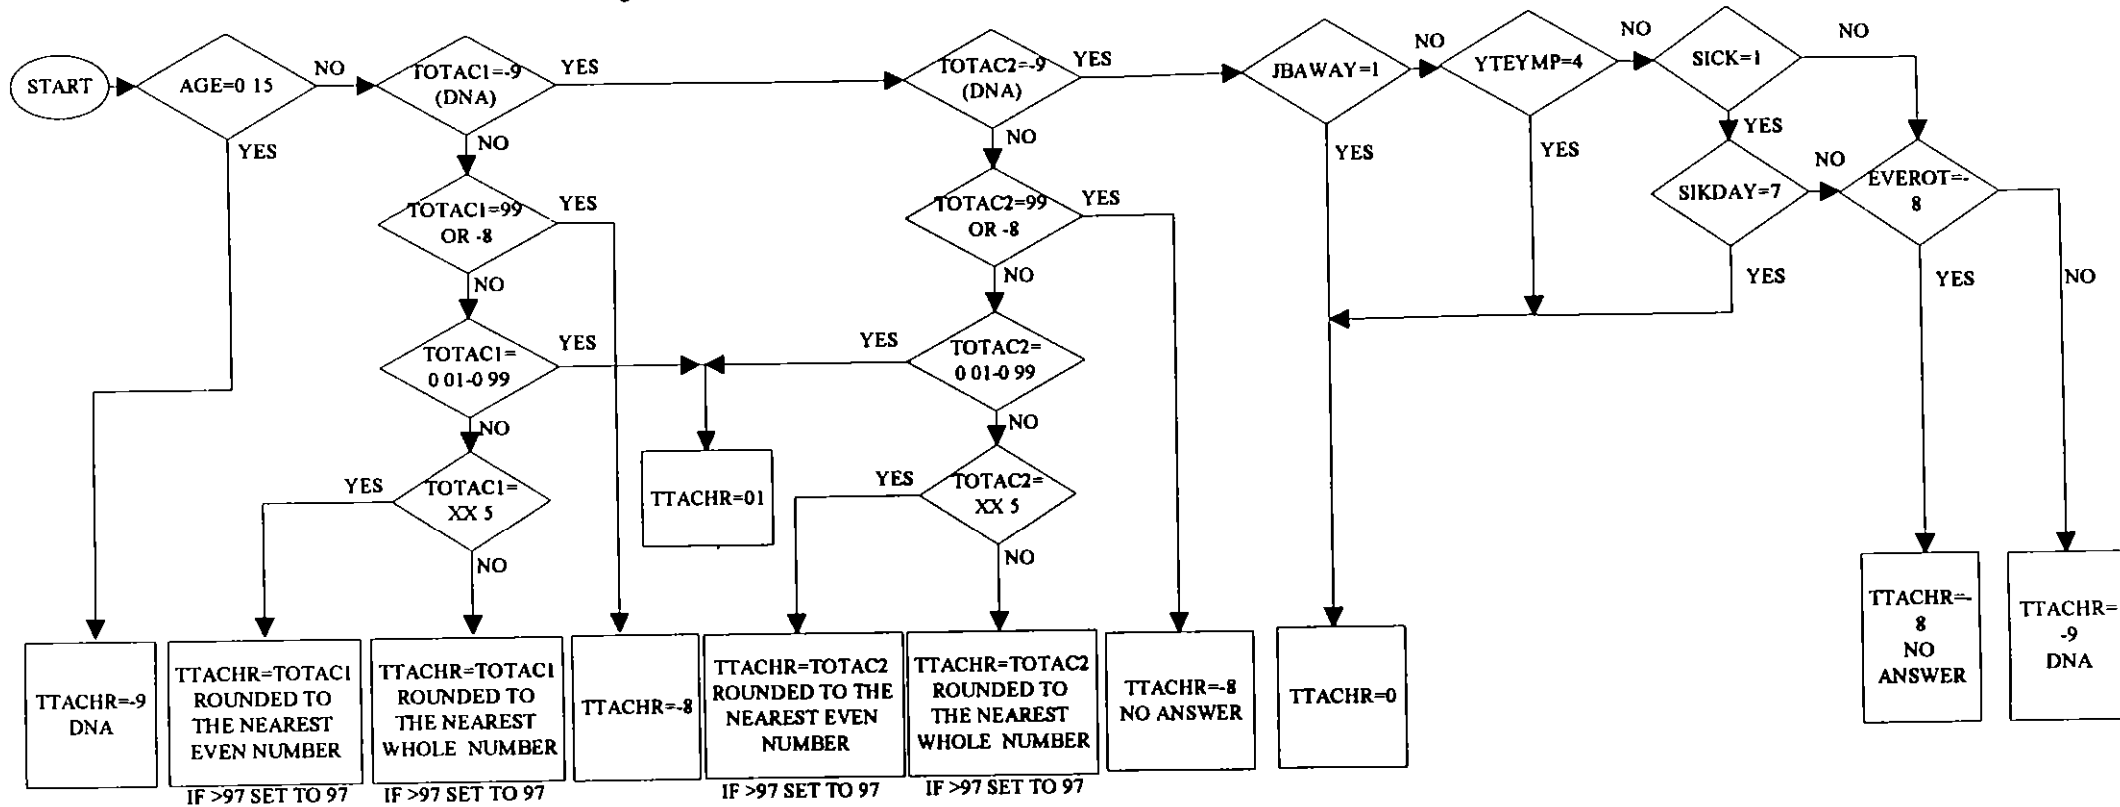 START
AGE=0 15
NO
YES
TOTAC1=-9
(DNA)
YES
NO
TOTAC1=99
OR -8
YES
NO
TOTAC1=
0 01-0 99
YES
NO
TOTAC1=
XX 5
YES
NO
TOTAC2=-9
(DNA)
YES
NO
TOTAC2=99
OR -8
YES
NO
TOTAC2=
0 01-0 99
YES
NO
TOTAC2=
XX 5
YES
NO
JBAWAY=1
NO
YES
YTEYMP=4
NO
YES
SICK=1
NO
YES
SIKDAY=7
NO
YES
EVEROT=-
8
YES
NO
TTACHR=01
TTACHR=-9
DNA
TTACHR=TOTAC1
ROUNDED TO
THE NEAREST
EVEN NUMBER
IF >97 SET TO 97
TTACHR=TOTAC1
ROUNDED TO
THE NEAREST
WHOLE NUMBER
IF >97 SET TO 97
TTACHR=-8
TTACHR=TOTAC2
ROUNDED TO THE
NEAREST EVEN
NUMBER
IF >97 SET TO 97
TTACHR=TOTAC2
ROUNDED TO
THE NEAREST
WHOLE NUMBER
IF >97 SET TO 97
TTACHR=-8
NO ANSWER
TTACHR=0
TTACHR=-
8
NO
ANSWER
TTACHR=
-9
DNA